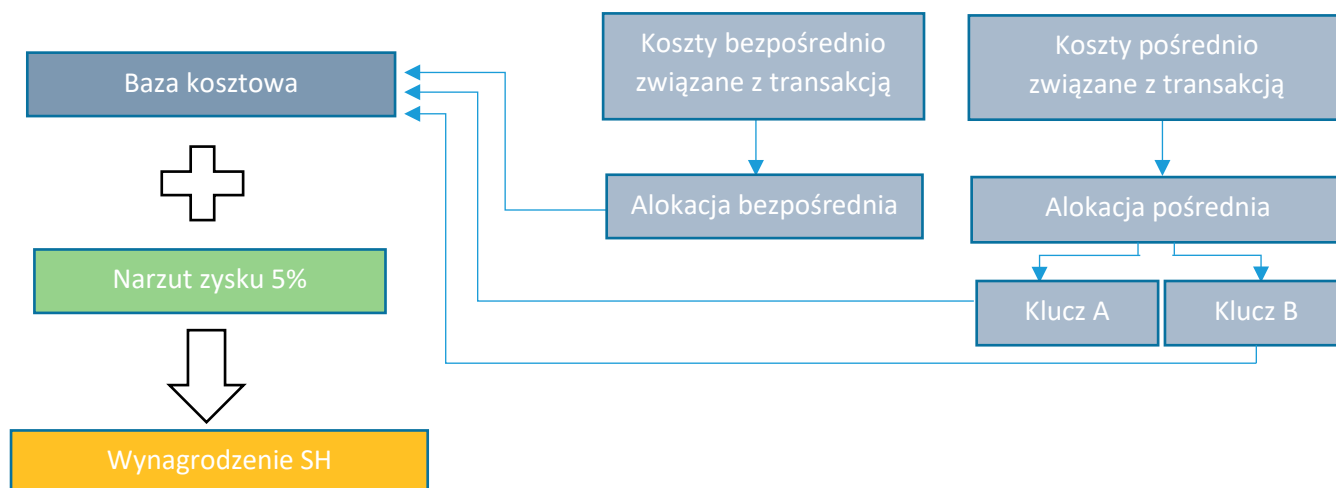 Baza kosztowa
Narzut zysku 5%
Wynagrodzenie SH
Koszty bezpośrednio
związane z transakcją
Alokacja bezpośrednia
Koszty pośrednio
związane z transakcją
Alokacja pośrednia
Klucz A
Klucz B